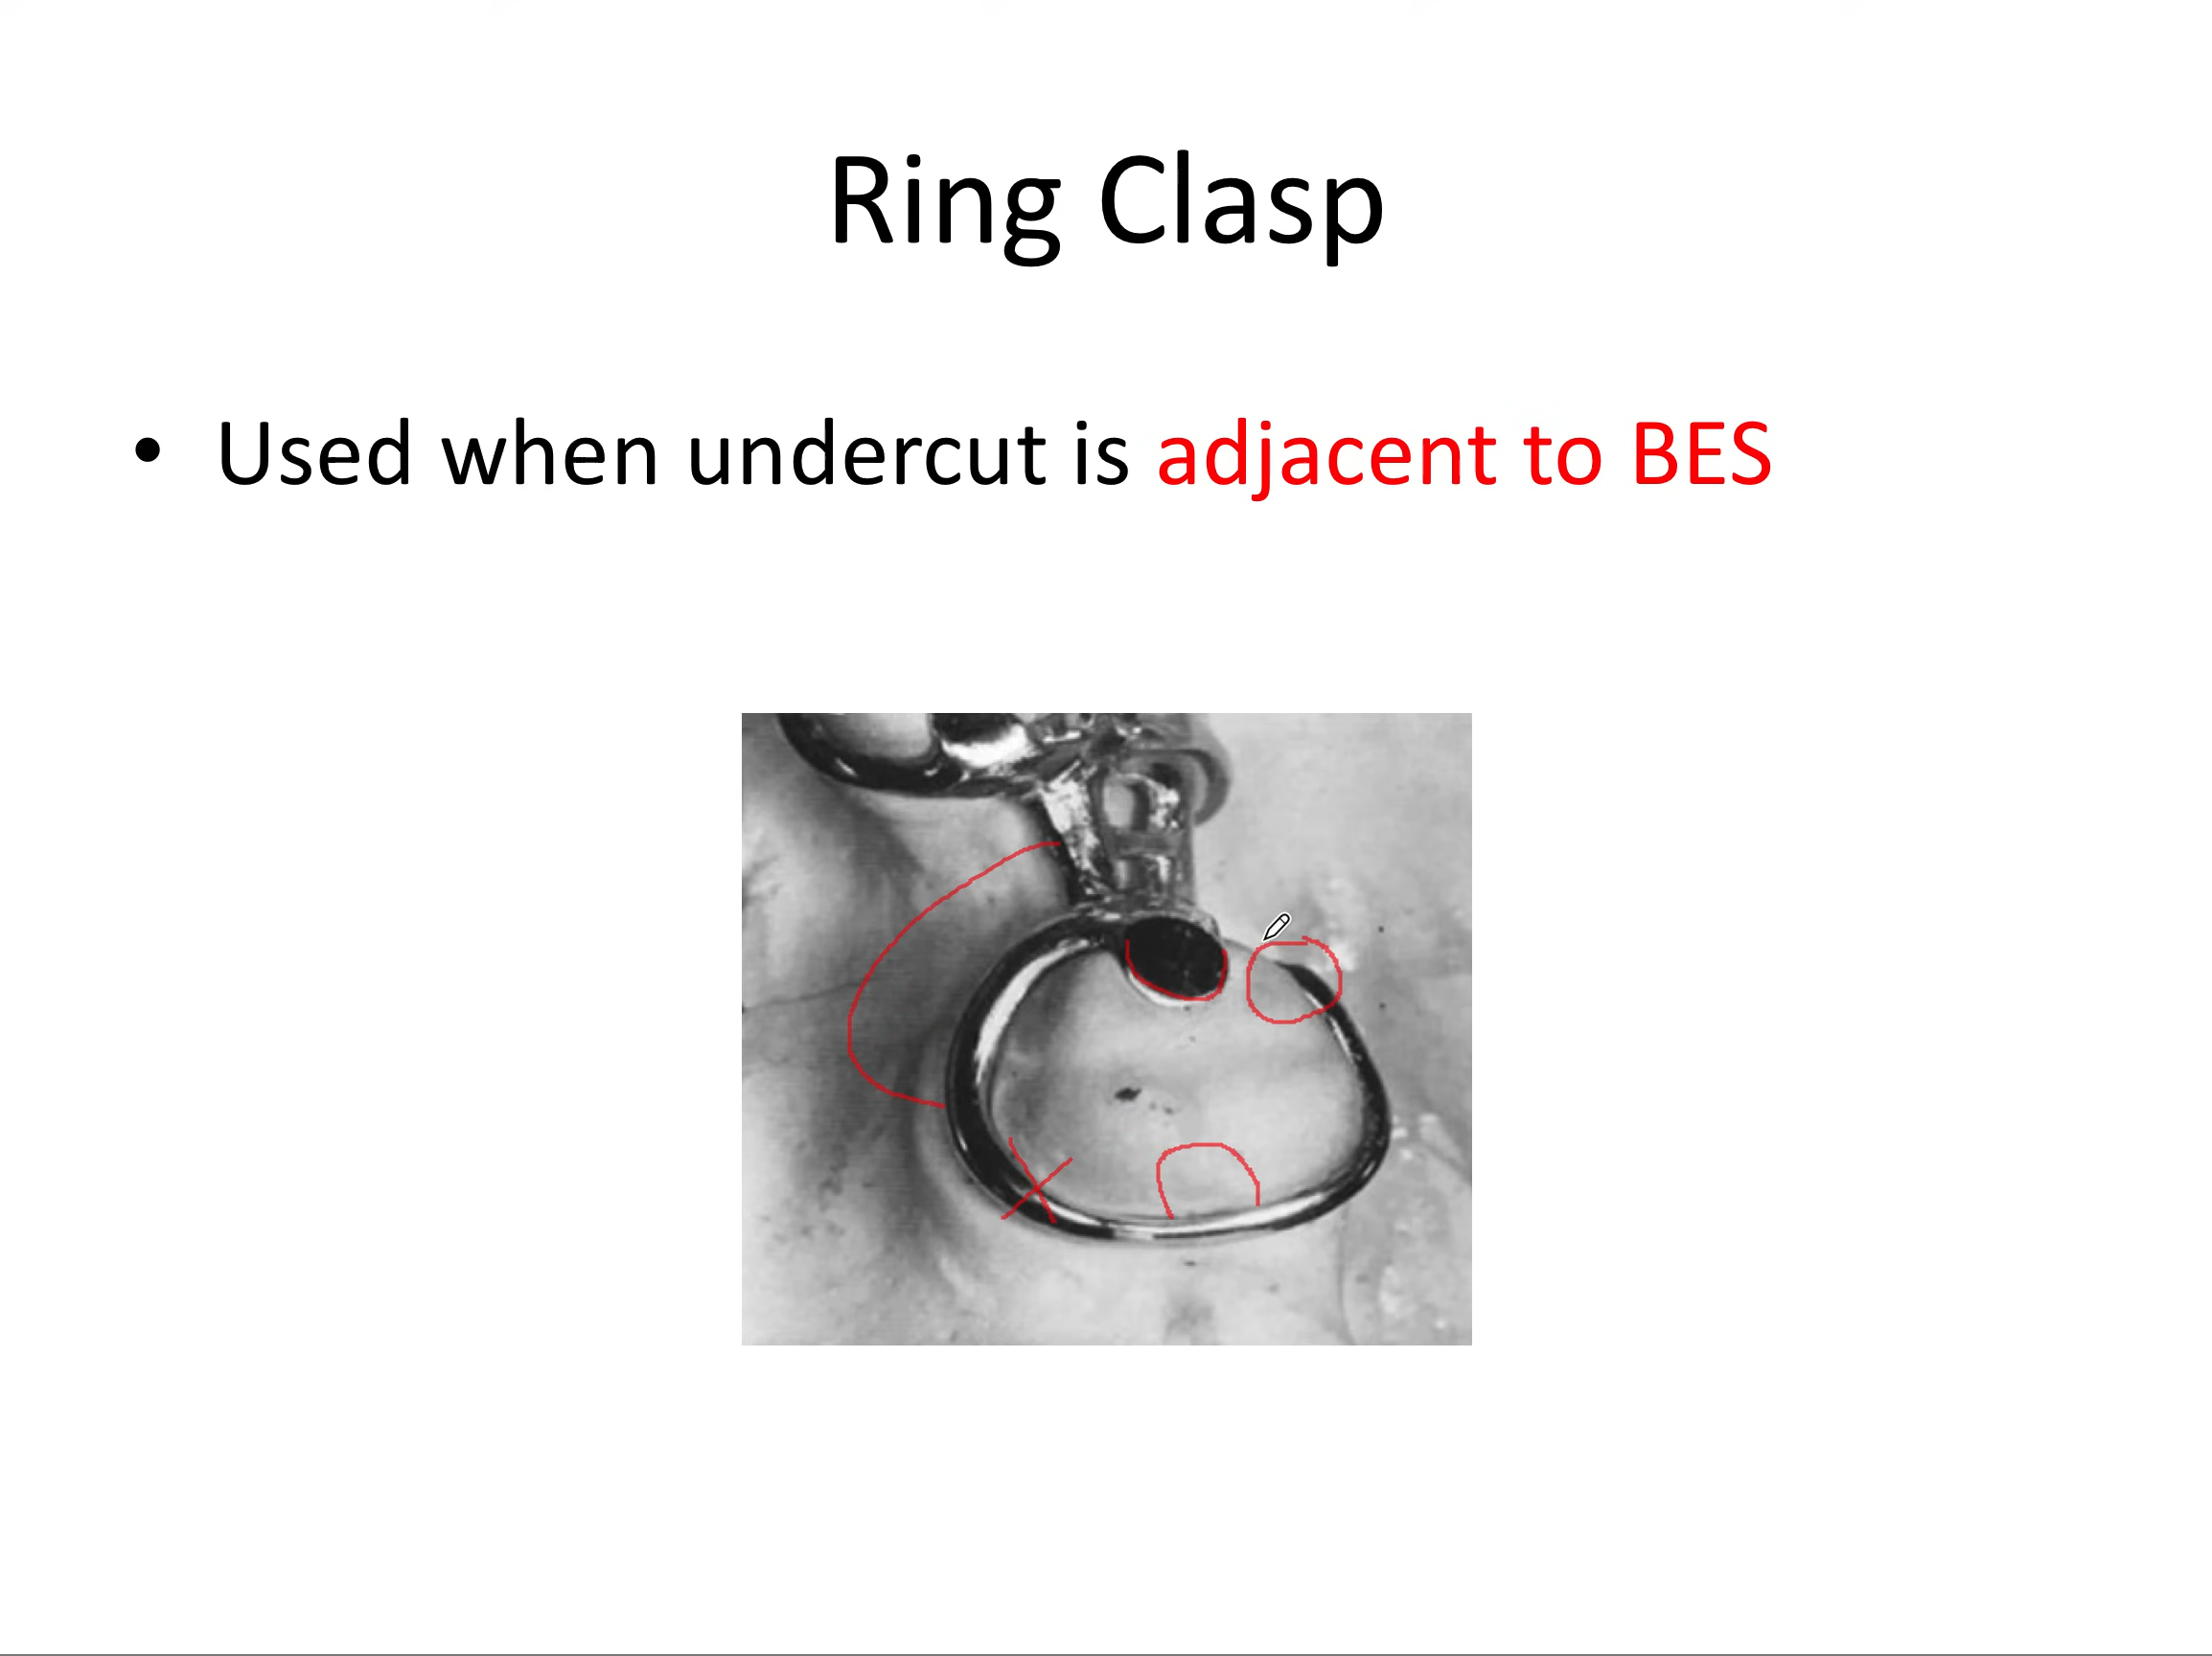 Ring Clasp
• Used when undercut is adjacent to BES